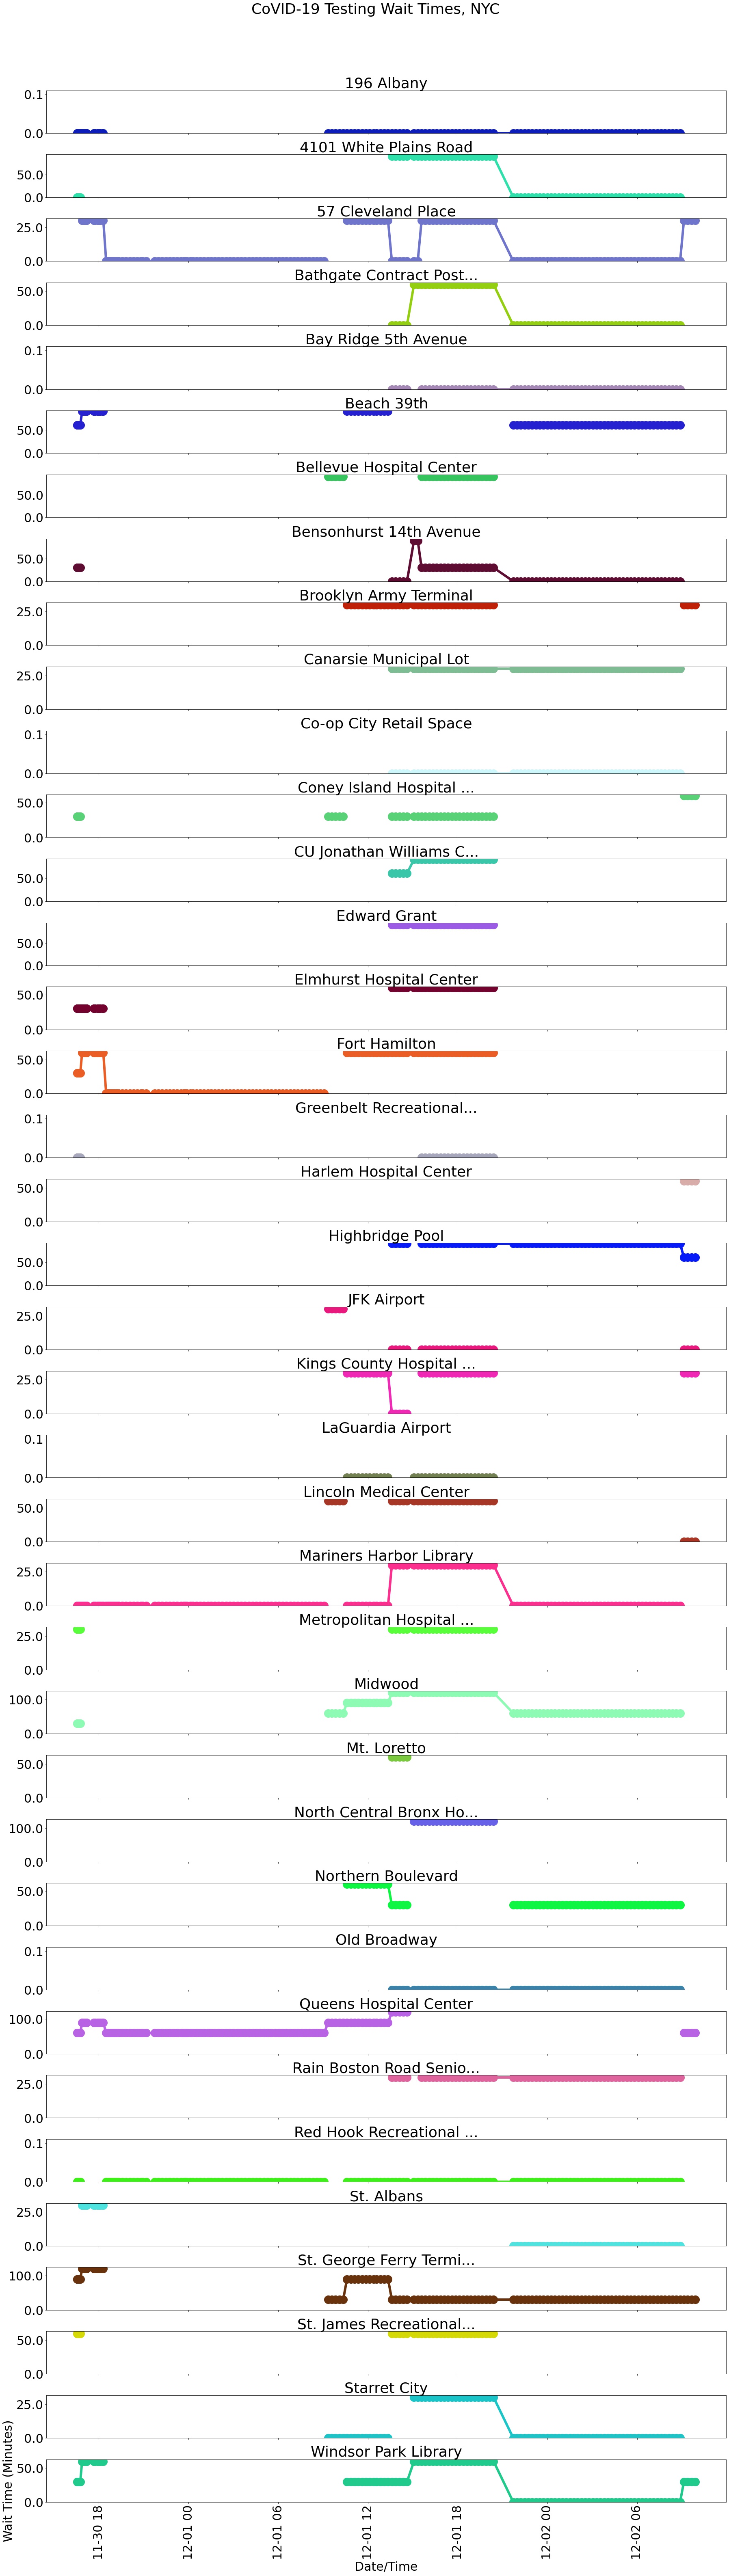 CoVID-19 Testing Wait Times, NYC
196 Albany
0.1
0.0
4101 White Plains Road
50.0
0.0
57 Cleveland Place
25.0
0.0
Bathgate Contract Post...
50.0
0.0
Bay Ridge 5th Avenue
0.1
0.0
Beach 39th
50.0
0.0
Bellevue Hospital Center
50.0
0.0
Bensonhurst 14th Avenue
50.0
0.0
Brooklyn Army Terminal
25.0
0.0
Canarsie Municipal Lot
25.0
0.0
Co-op City Retail Space
0.1
0.0
Coney Island Hospital ...
50.0
0.0
CU Jonathan Williams C...
50.0
0.0
Edward Grant
50.0
0.0
Elmhurst Hospital Center
50.0
0.0
Fort Hamilton
50.0
0.0
Greenbelt Recreational...
0.1
0.0
Harlem Hospital Center
50.0
0.0
Highbridge Pool
50.0
0.0
JFK Airport
25.0
0.0
Kings County Hospital ...
25.0
0.0
LaGuardia Airport
0.1
0.0
Lincoln Medical Center
50.0
0.0
Mariners Harbor Library
25.0
0.0
Metropolitan Hospital ...
25.0
0.0
Midwood
100.0
0.0
Mt. Loretto
50.0
0.0
North Central Bronx Ho...
100.0
0.0
Northern Boulevard
50.0
0.0
Old Broadway
0.1
0.0
Queens Hospital Center
100.0
0.0
Rain Boston Road Senio...
25.0
0.0
Red Hook Recreational ...
0.1
0.0
St. Albans
25.0
0.0
St. George Ferry Termi...
100.0
0.0
St. James Recreational...
50.0
0.0
Starret City
25.0
0.0
Windsor Park Library
50.0
0.0
Wait Time (Minutes)
11-30 18
12-01 00
12-01 06
12-01 12
12-01 18
12-02 00
12-02 06
Date/Time